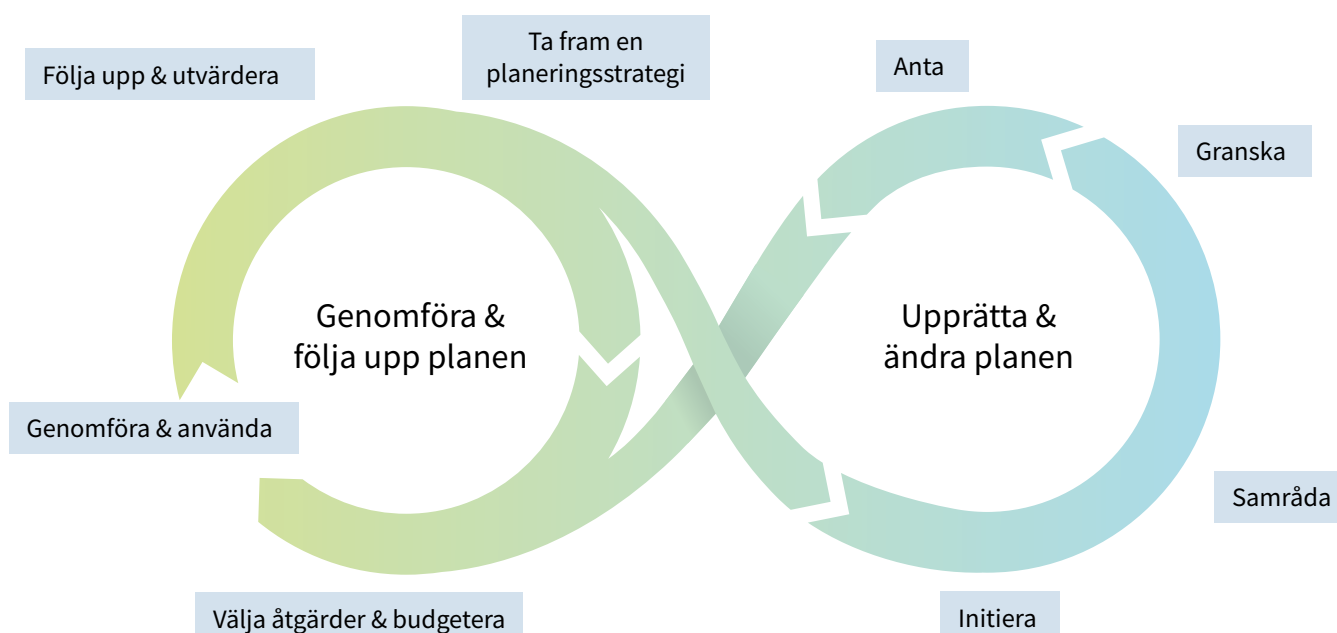 Ta fram en
planeringsstrategi
Följa upp & utvärdera
Anta
Granska
Genomföra &
följa upp planen
Upprätta &
ändra planen
Genomföra & använda
Samråda
Välja åtgärder & budgetera
Initiera